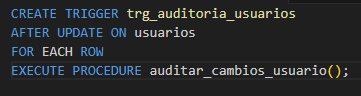 CREATE TRIGGER trg_auditoria_usuarios
AFTER UPDATE ON usuarios
FOR EACH ROW
EXECUTE PROCEDURE auditar_cambios_usuario();